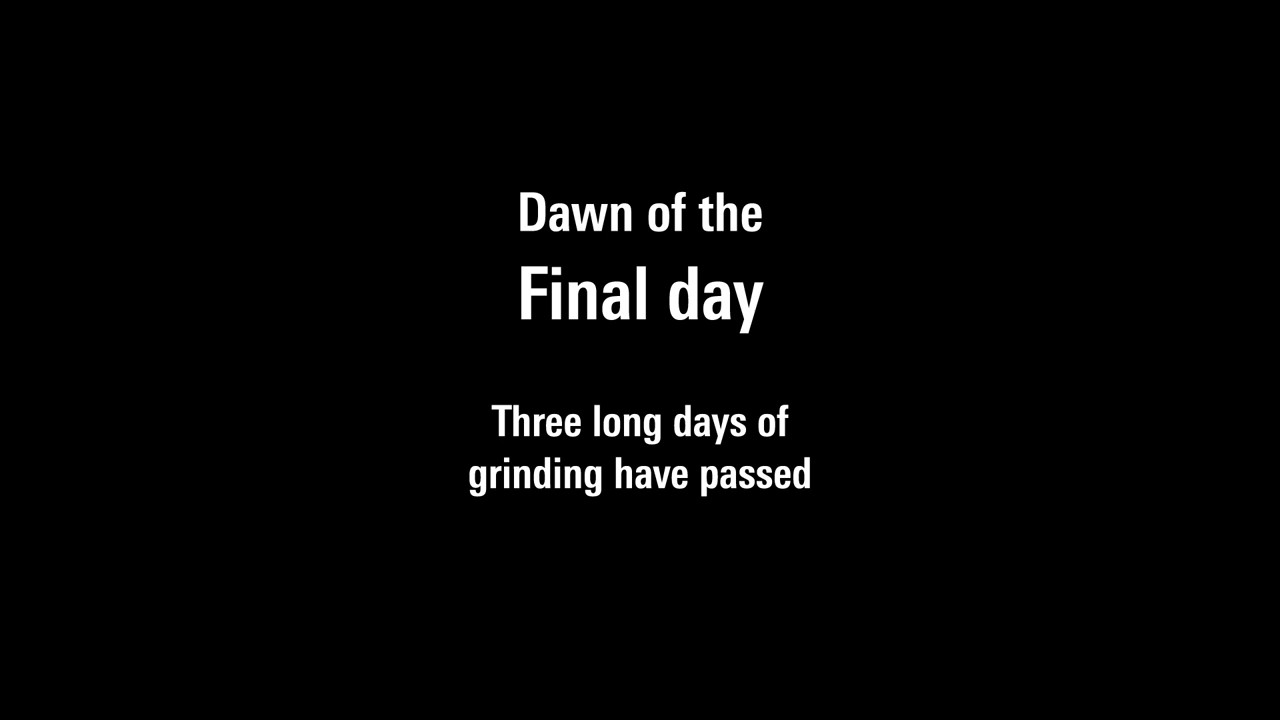 Dawn of the
Final day
Three long days of
grinding have passed